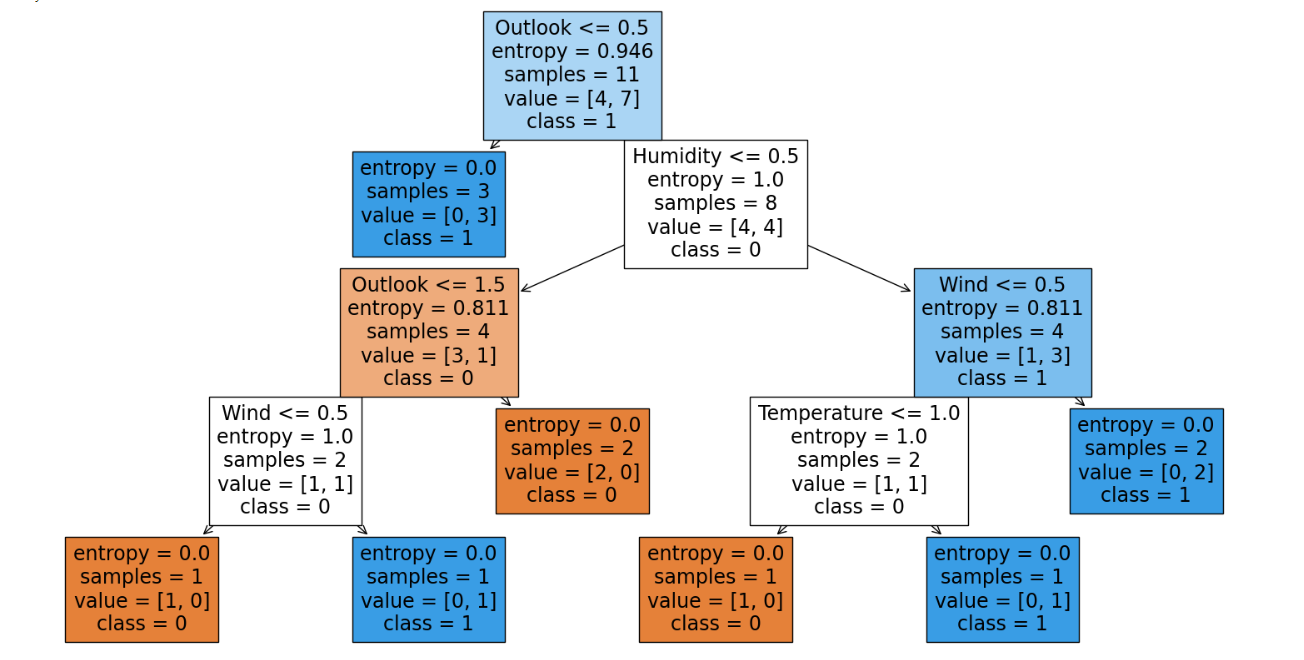 Outlook <= 0.5
entropy = 0.946
samples = 11
value = [4, 7]
class = 1
entropy = 0.0
samples = 3
value = [0, 3]
class = 1
Humidity <= 0.5
entropy = 1.0
samples = 8
value = [4, 4]
class = 0
Outlook <= 1.5
entropy = 0.811
samples = 4
value = [3, 1]
class = 0
Wind <= 0.5
entropy = 0.811
samples = 4
value = [1, 3]
class = 1
Wind <= 0.5
entropy = 1.0
samples = 2
value = [1, 1]
class = 0
entropy = 0.0
samples = 2
value = [2, 0]
class = 0
Temperature <= 1.0
entropy = 1.0
samples = 2
value = [1, 1]
class = 0
entropy = 0.0
samples = 2
value = [0, 2]
class = 1
entropy = 0.0
samples = 1
value = [1, 0]
class = 0
entropy = 0.0
samples = 1
value = [0, 1]
class = 1
entropy = 0.0
samples = 1
value = [1, 0]
class = 0
entropy = 0.0
samples = 1
value = [0, 1]
class = 1